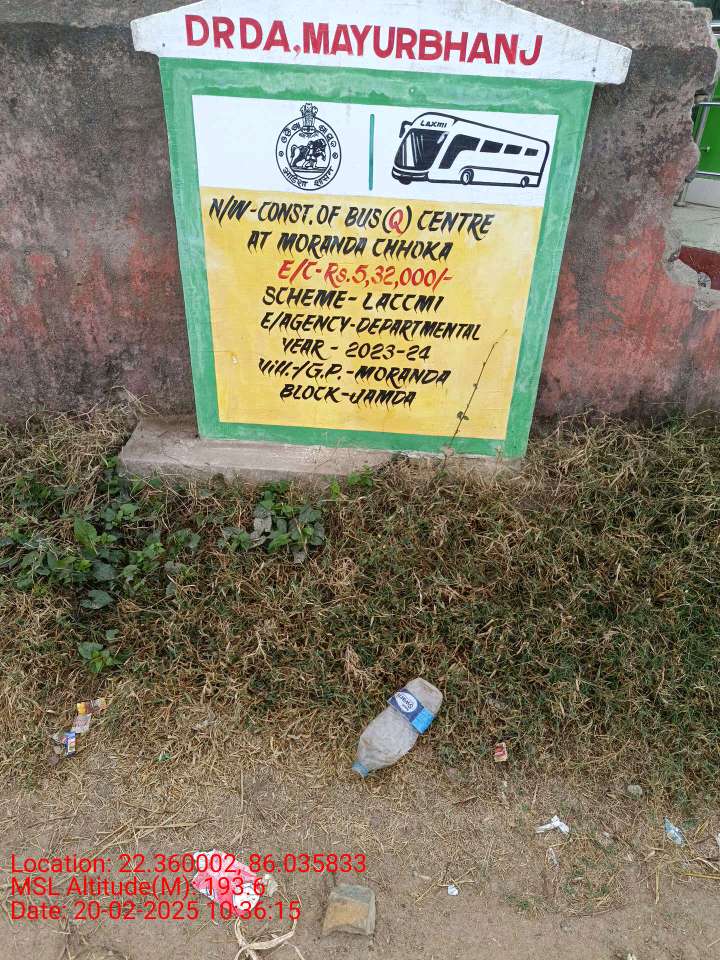 DRDA, MAYURBHANJ
LAXMI
N/W-CONST. OF BUS(Q) CENTRE
AT MORANDA CHHOKA
E/C-Rs.5,32,000/-
SCHEME- LACCMI
E/AGENCY-DEPARTMENTAL
YEAR - 2023-24
Vill.-/G.P.-MORANDA
BLOCK-JAMDA
Location: 22.360002, 86.035833
MSL Altitude(M): 193.6
Date: 20-02-2025 10:36:15